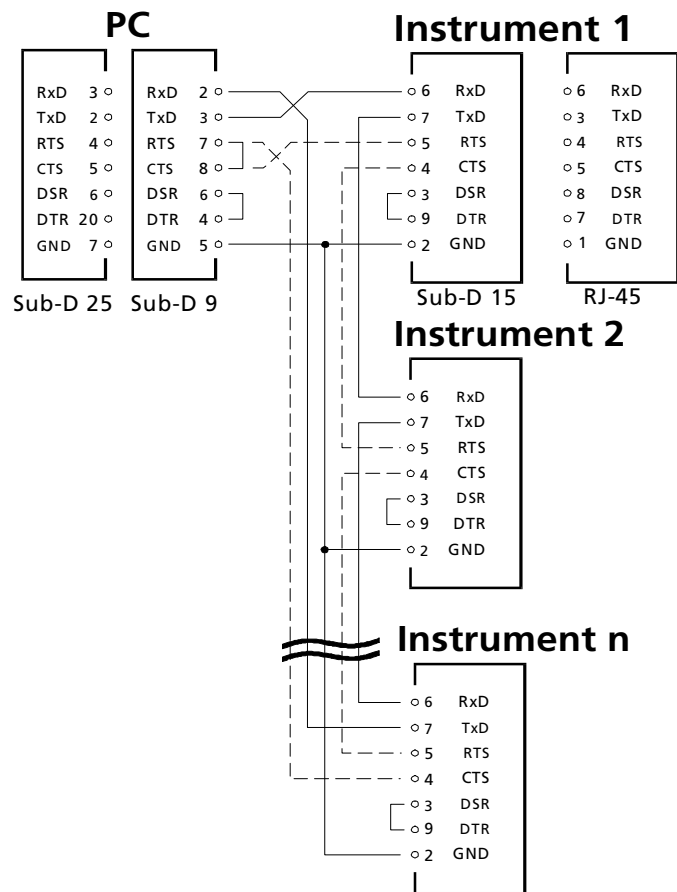 PC
RxD 3
TxD 2
RTS 4
CTS 5
DSR 6
DTR 20
GND 7
Sub-D 25
RxD 2
TxD 3
RTS 7
CTS 8
DSR 6
DTR 4
GND 5
Sub-D 9
Instrument 1
6 RxD
7 TxD
5 RTS
4 CTS
3 DSR
9 DTR
2 GND
Sub-D 15
6 RxD
3 TxD
4 RTS
5 CTS
8 DSR
7 DTR
1 GND
RJ-45
Instrument 2
6 RxD
7 TxD
5 RTS
4 CTS
3 DSR
9 DTR
2 GND
Instrument n
6 RxD
7 TxD
5 RTS
4 CTS
3 DSR
9 DTR
2 GND